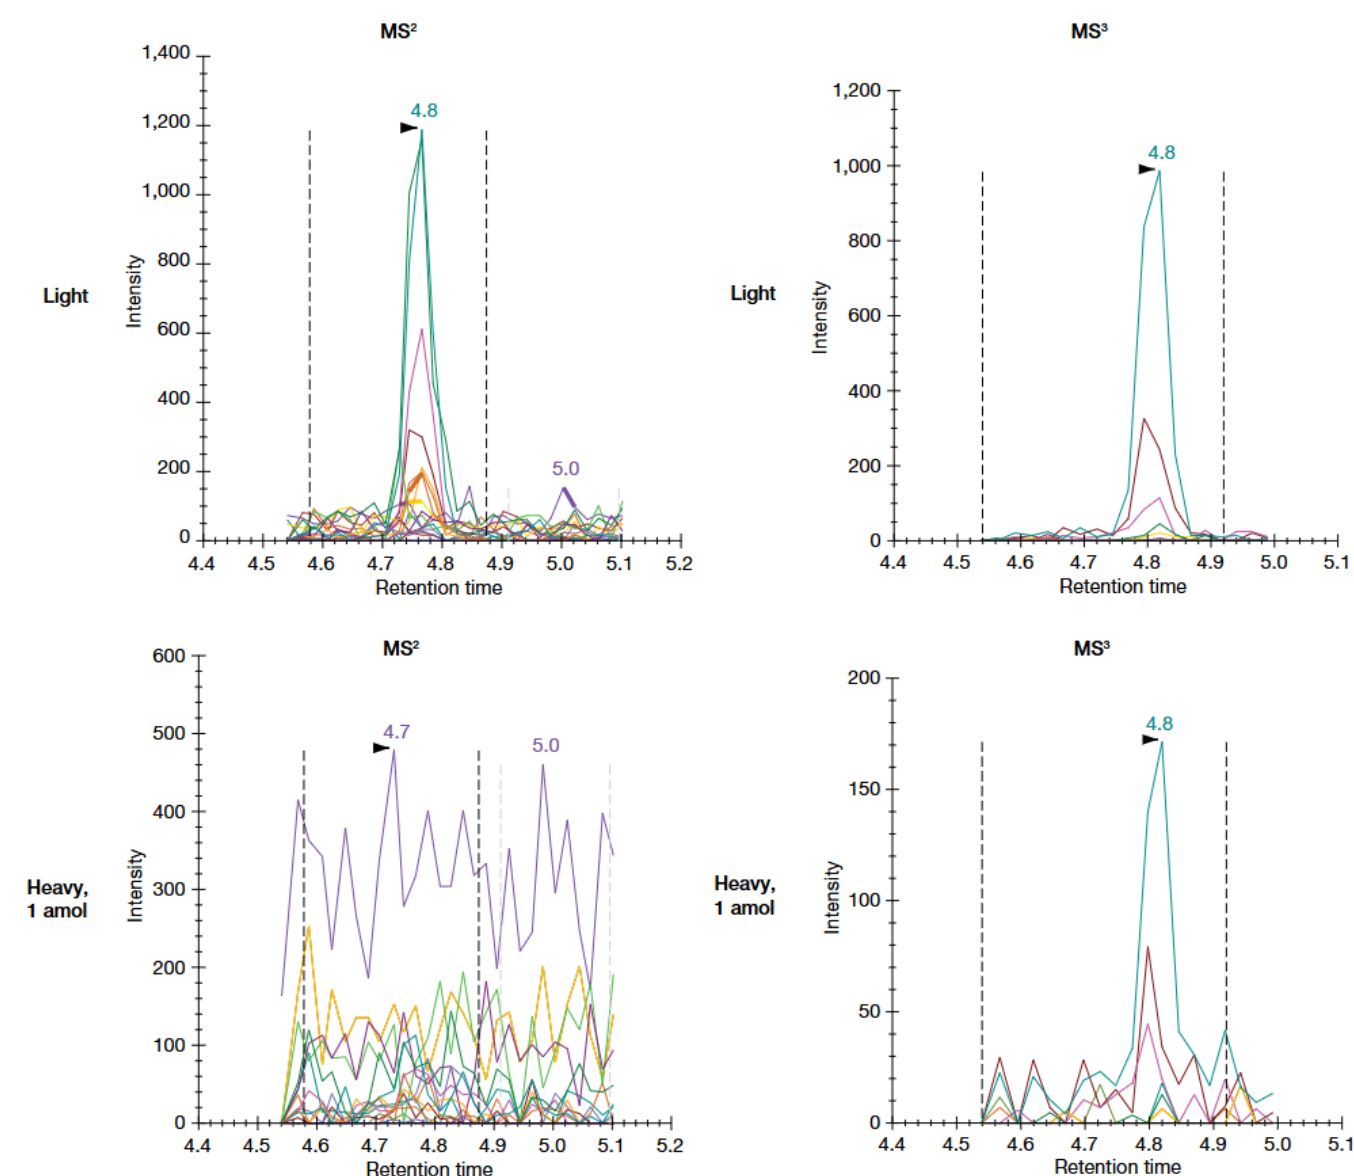 MS²
1,400
1,200
1,000
800
600
400
200
0
4.8
5.0
Light
Intensity
4.4 4.5 4.6 4.7 4.8 4.9 5.0 5.1 5.2
Retention time
MS³
1,200
1,000
800
600
400
200
0
4.8
Light
Intensity
4.4 4.5 4.6 4.7 4.8 4.9 5.0 5.1
Retention time
MS²
600
500
400
300
200
100
0
4.7
5.0
Heavy,
1 amol
Intensity
4.4 4.5 4.6 4.7 4.8 4.9 5.0 5.1 5.2
Retention time
MS³
200
150
100
50
0
4.8
Heavy,
1 amol
Intensity
4.4 4.5 4.6 4.7 4.8 4.9 5.0 5.1
Retention time